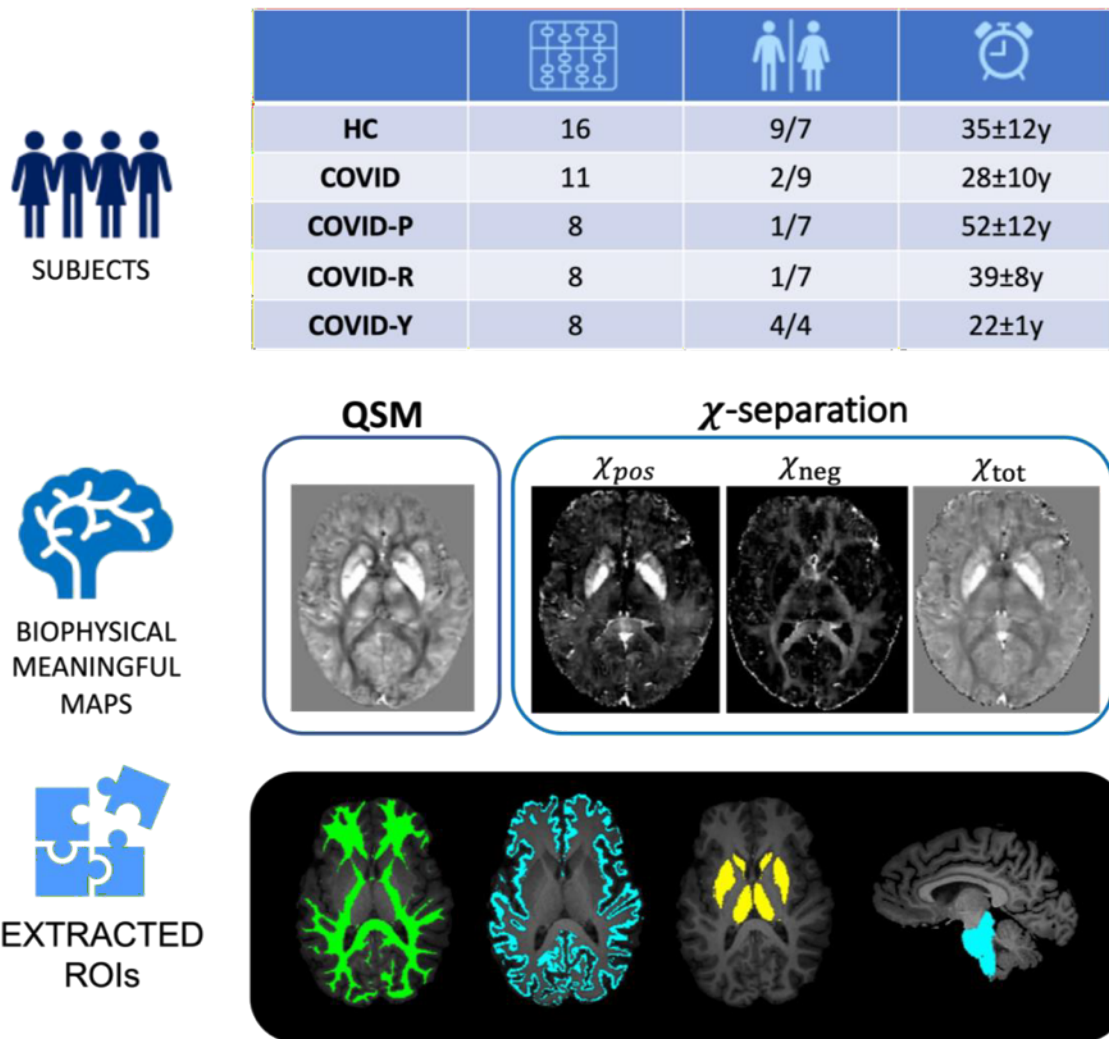 HC 16 9/7 35±12y
COVID 11 2/9 28±10y
COVID-P 8 1/7 52±12y
COVID-R 8 1/7 39±8y
COVID-Y 8 4/4 22±1y
SUBJECTS
QSM
χ-separation
χpos
χneg
χtot
BIOPHYSICAL
MEANINGFUL
MAPS
EXTRACTED
ROIs